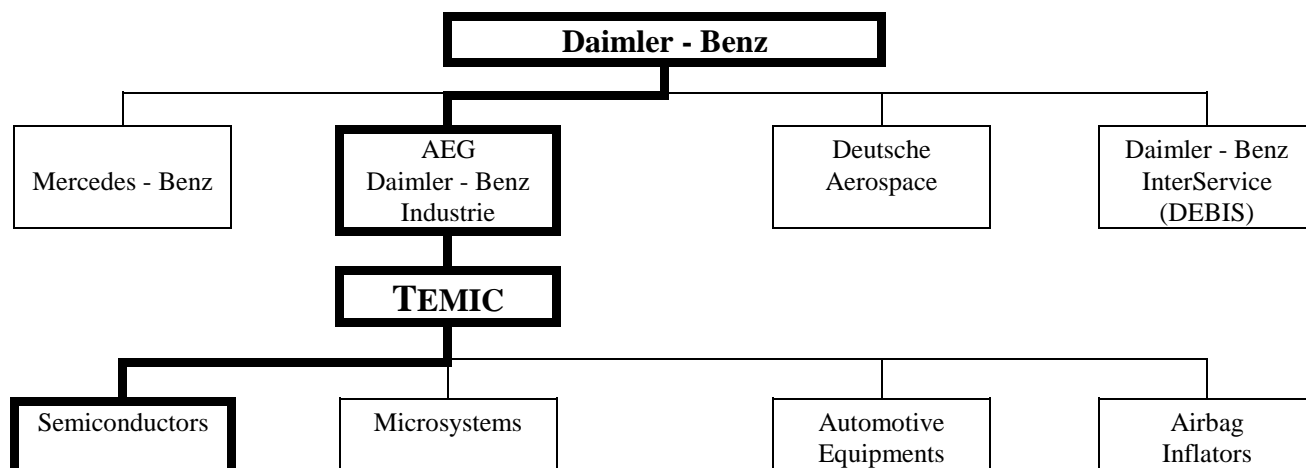 Daimler - Benz
Mercedes - Benz
AEG
Daimler - Benz
Industrie
Deutsche
Aerospace
Daimler - Benz
InterService
(DEBIS)
TEMIC
Semiconductors
Microsystems
Automotive
Equipments
Airbag
Inflators